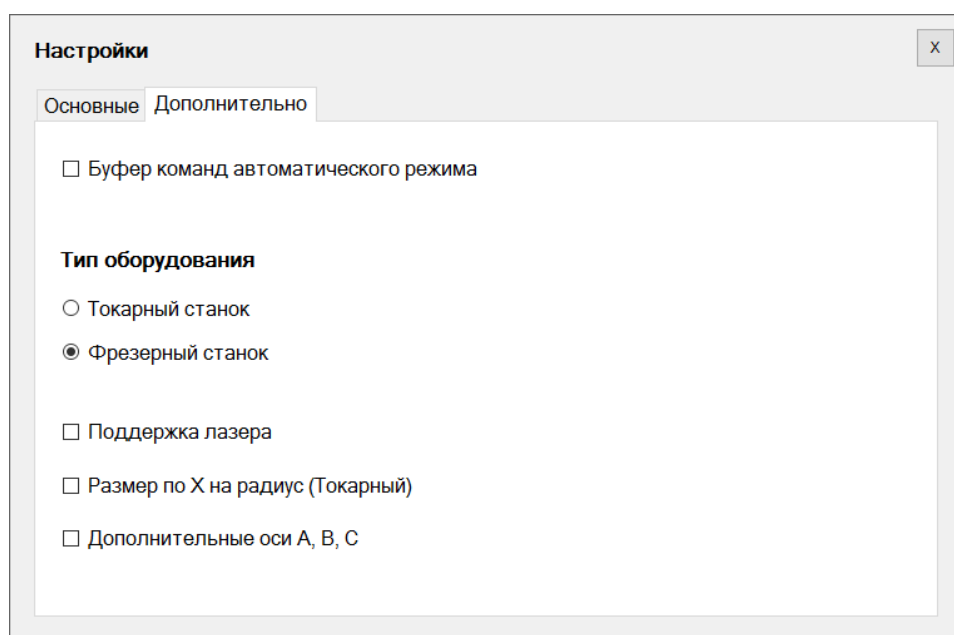 Настройки
X
Основные
Дополнительно
Буфер команд автоматического режима
Тип оборудования
Токарный станок
Фрезерный станок
Поддержка лазера
Размер по X на радиус (Токарный)
Дополнительные оси A, B, C